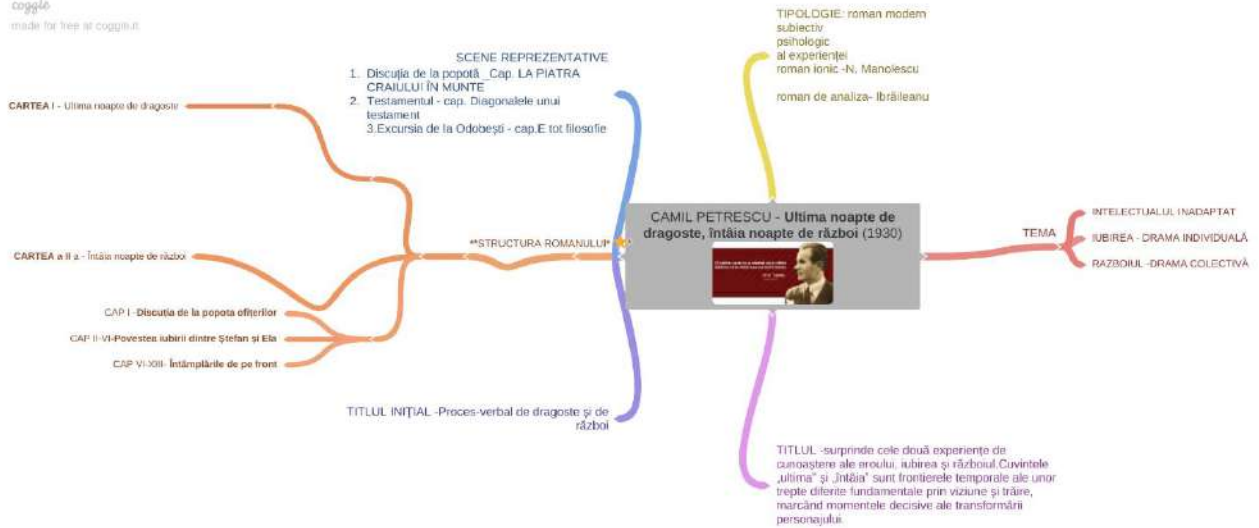 coggle
made for free at coggle.it
SCENE REPREZENTATIVE
1. Discuția de la popotă _Cap. LA PIATRA
CRAIULUI ÎN MUNTE
2. Testamentul - cap. Diagonalele unui
testament
3.Excursia de la Odobești - cap.E tot filosofie
TIPOLOGIE: roman modern
subiectiv
psihologic
al experienței
roman ionic -N. Manolescu
roman de analiza- Ibrăileanu
CARTEA I - Ultima noapte de dragoste
**STRUCTURA ROMANULUI*
CARTEA a II a - Întâia noapte de război
CAP I -Discuția de la popota ofițerilor
CAP II-VI-Povestea iubirii dintre Ștefan și Ela
CAP VI-XIII- Întâmplările de pe front
CAMIL PETRESCU - Ultima noapte de
dragoste, întâia noapte de război (1930)
TEMA
INTELECTUALUL INADAPTAT
IUBIREA - DRAMA INDIVIDUALĂ
RAZBOIUL -DRAMA COLECTIVĂ
TITLUL INIȚIAL -Proces-verbal de dragoste și de
război
TITLUL -surprinde cele două experiențe de
cunoaștere ale eroului, iubirea și războiul.Cuvintele
„ultima" și „întâia" sunt frontierele temporale ale unor
trepte diferite fundamentale prin viziune și trăire,
marcând momentele decisive ale transformării
personajului.